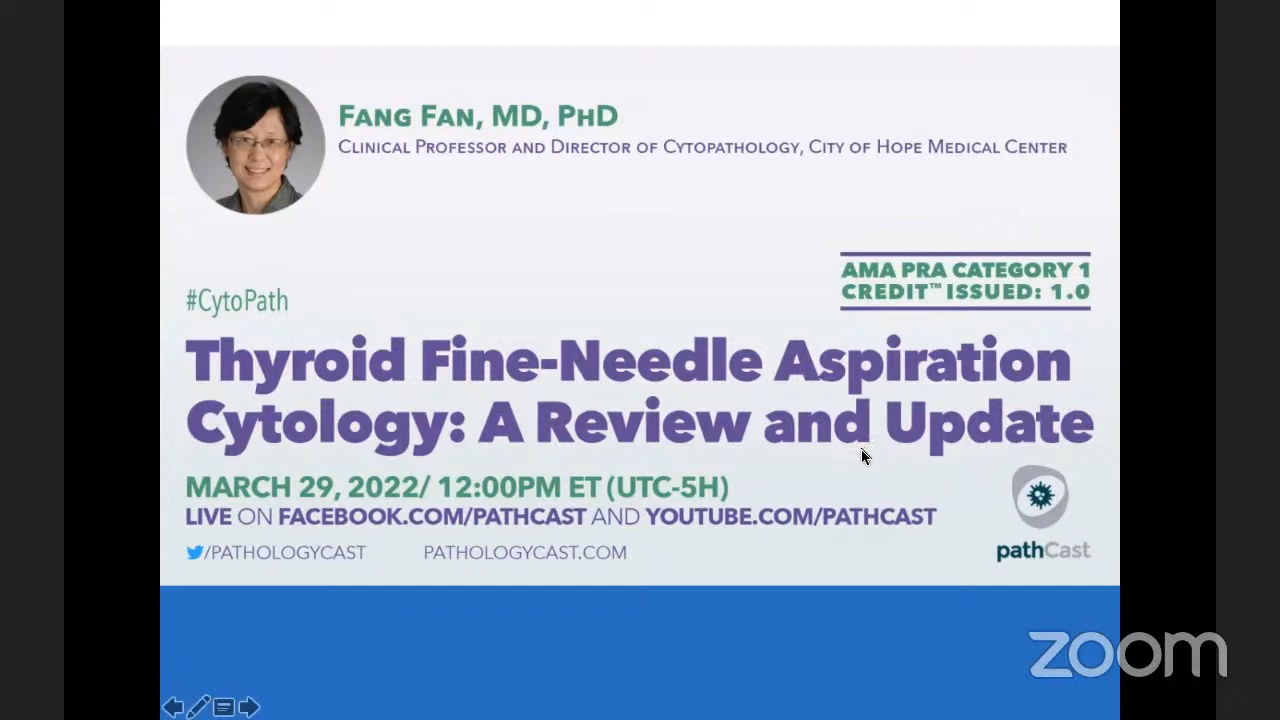 Fang Fan, MD, PhD
Clinical Professor and Director of Cytopathology, City of Hope Medical Center
AMA PRA CATEGORY 1
CREDIT™ ISSUED: 1.0
#CytoPath
Thyroid Fine-Needle Aspiration
Cytology: A Review and Update
MARCH 29, 2022/ 12:00PM ET (UTC-5H)
LIVE ON FACEBOOK.COM/PATHCAST AND YOUTUBE.COM/PATHCAST
/PATHOLOGYCAST
PATHOLOGYCAST.COM
pathCast
zoom